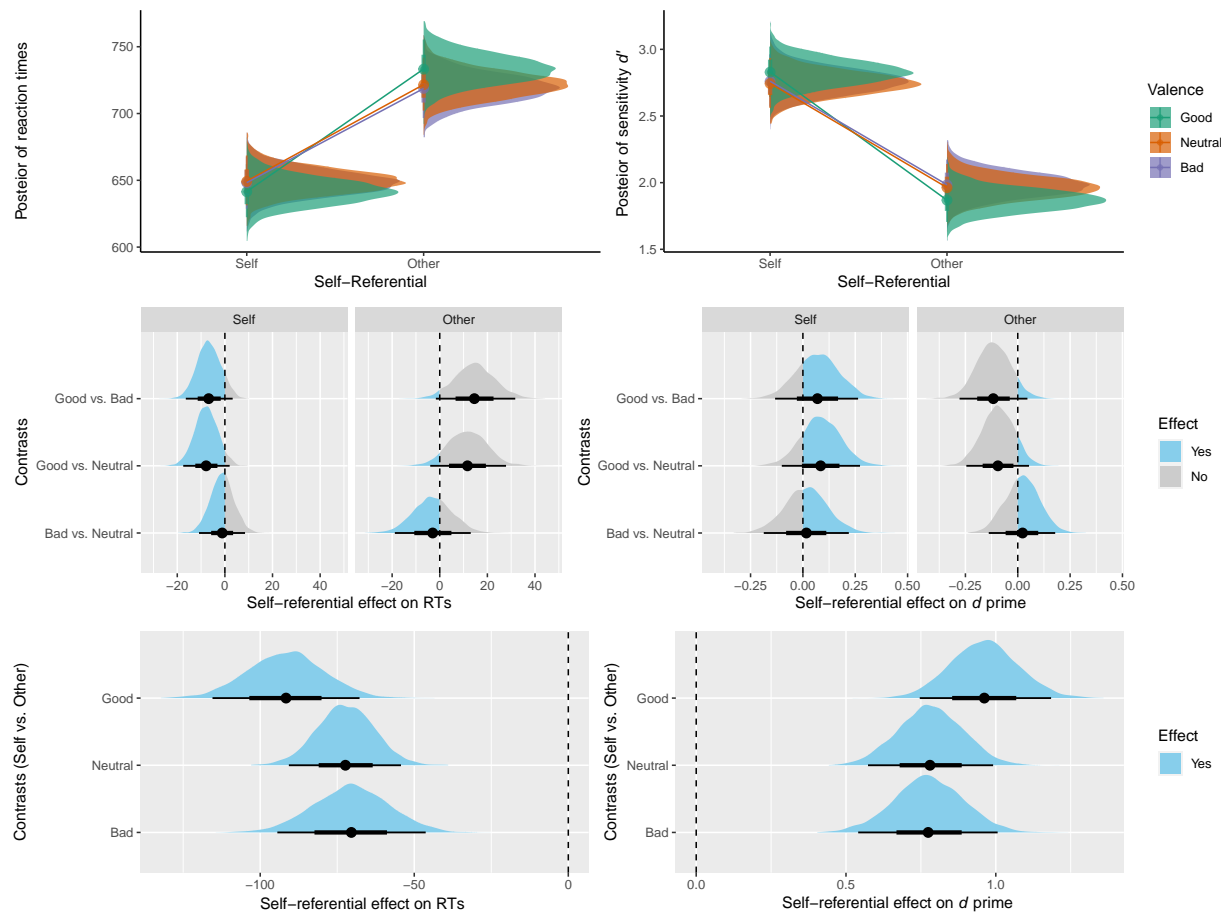 Posteior of reaction times
750
700
650
600
Self
Other
Self−Referential
Posteior of sensitivity d′
3.0
2.5
2.0
1.5
Self
Other
Self−Referential
Valence
Good
Neutral
Bad
Contrasts
Self
Other
Good vs. Bad
Good vs. Neutral
Bad vs. Neutral
−20
0
20
40
−20
0
20
40
Self−referential effect on RTs
Contrasts
Self
Other
Good vs. Bad
Good vs. Neutral
Bad vs. Neutral
−0.25
0.00
0.25
0.50
−0.25
0.00
0.25
0.50
Self−referential effect on d prime
Effect
Yes
No
Contrasts (Self vs. Other)
Good
Neutral
Bad
−100
−50
0
Self−referential effect on RTs
Contrasts (Self vs. Other)
Good
Neutral
Bad
0.0
0.5
1.0
Self−referential effect on d prime
Effect
Yes